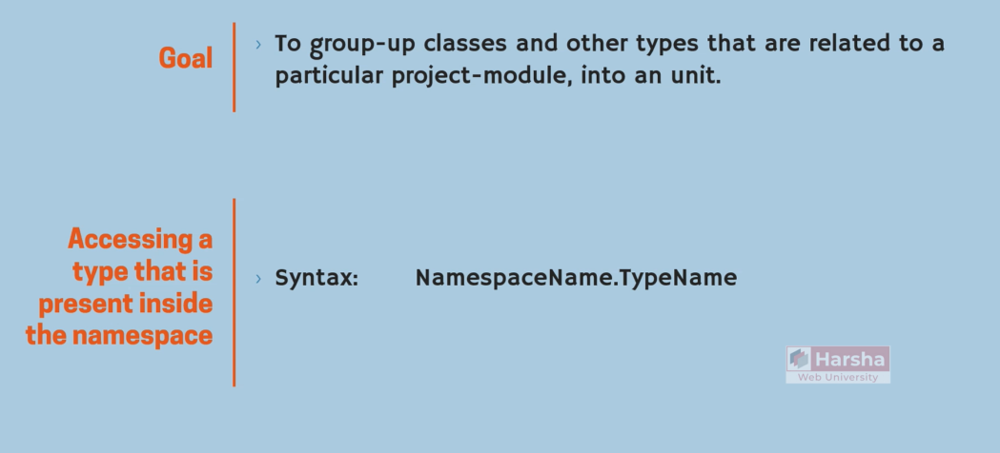 Goal
› To group-up classes and other types that are related to a
particular project-module, into an unit.
Accessing a
type that is
present inside
the namespace
› Syntax: NamespaceName.TypeName
Harsha
Web University